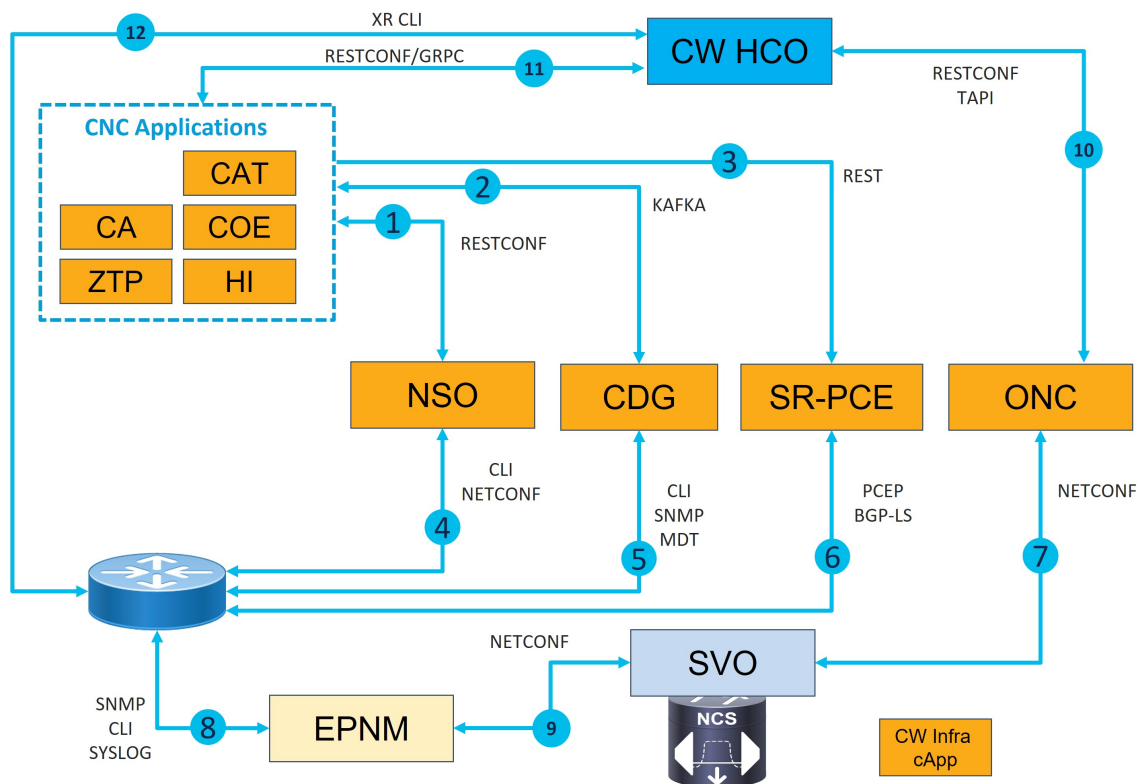 12
XR CLI
CW HCO
RESTCONF/GRPC
11
RESTCONF
TAPI
10
CNC Applications
CAT
CA
COE
ZTP
HI
3
REST
2
KAFKA
1
RESTCONF
NSO
CDG
SR-PCE
ONC
CLI
NETCONF
4
CLI
SNMP
MDT
5
PCEP
BGP-LS
6
NETCONF
7
NETCONF
SVO
NCS
SNMP
CLI
SYSLOG
8
EPNM
9
CW Infra
cApp